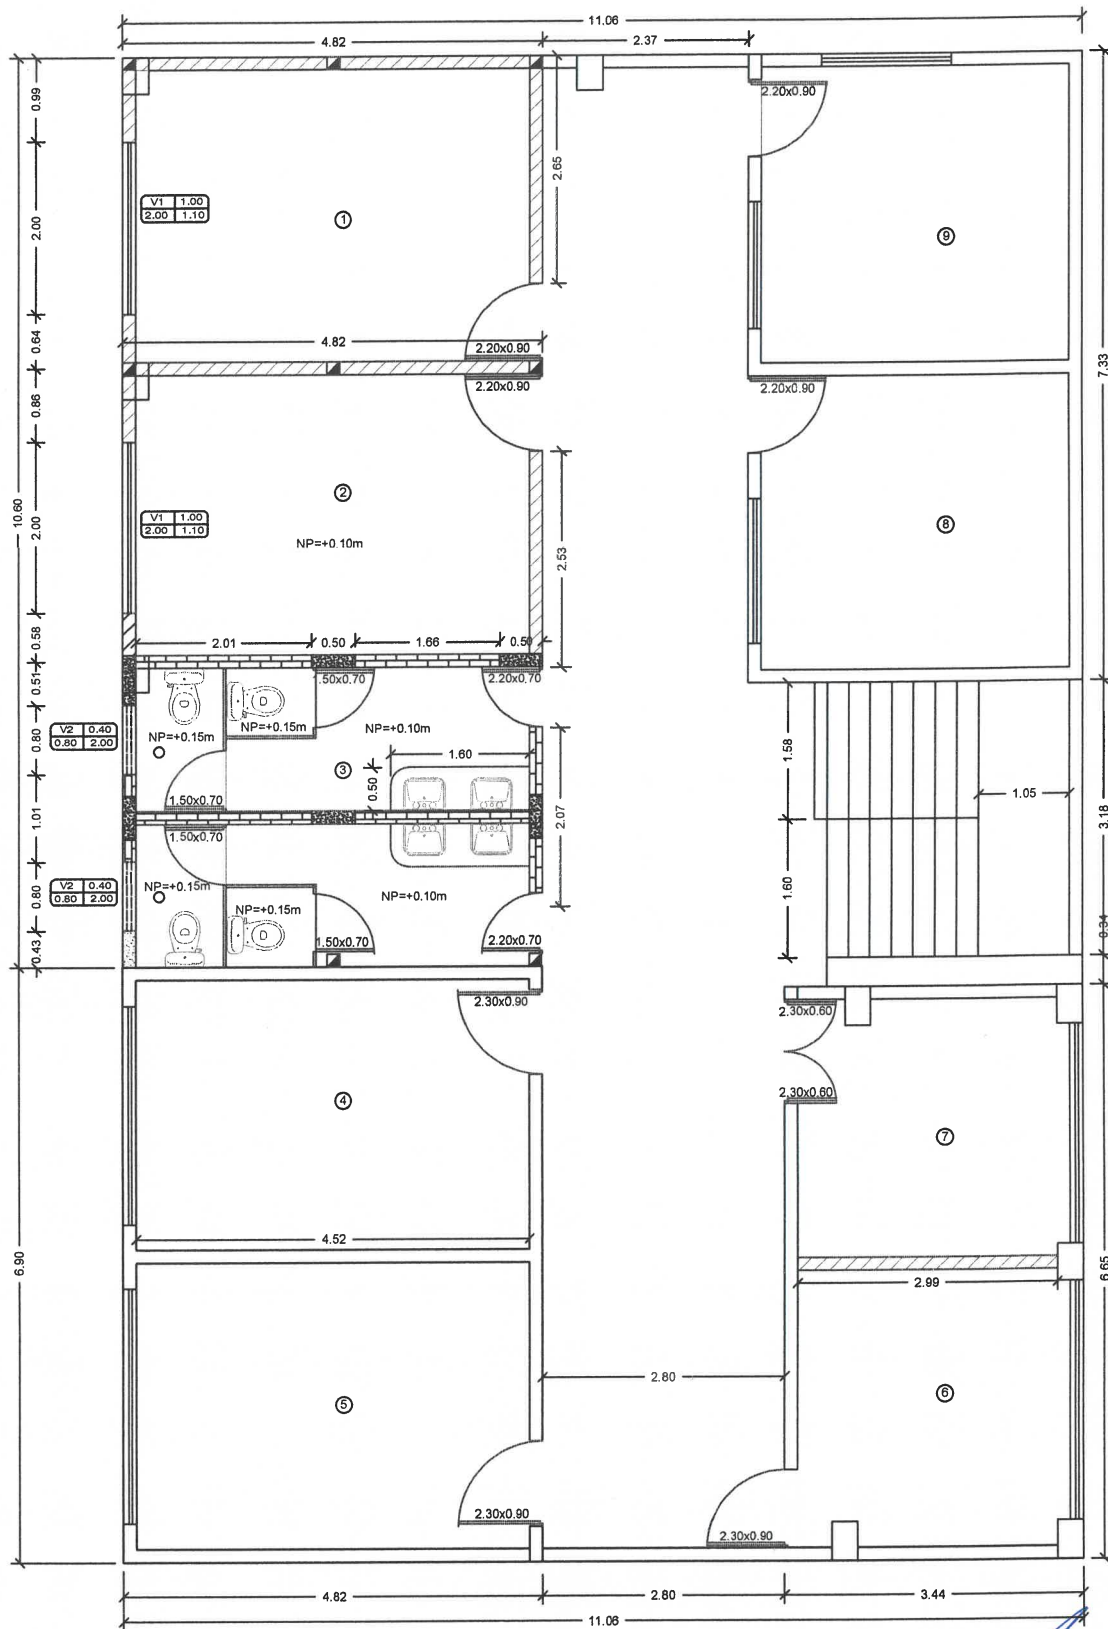 11.06
4.82
2.37
0.99
2.20x0.90
2.20x0.90
2.65
V1 1.00
2.00 1.10
2.00
1
9
0.64
4.82
2.20x0.90
7.33
2.20x0.90
2.20x0.90
0.86
2
10.60
V1 1.00
2.00 1.10
2.00
8
NP=+0.10m
2.53
0.58
2.01
0.50
1.66
0.50
0.51
.50x0.70
2.20x0.70
NP=+0.15m
NP=+0.10m
V2 0.40
0.80 2.00
0.80
NP=+0.15m
1.58
1.60
3
0.50
1.50x0.70
1.05
2.07
3.18
1.01
1.50x0.70
V2 0.40
0.80 2.00
0.80
NP=+0.15m
NP=+0.10m
NP=+0.15m
1.60
0.34
0.43
1.50x0.70
2.20x0.70
2.30x0.90
2.30x0.60
2.30x0.60
4
7
4.52
6.90
6.65
2.99
2.80
5
6
2.30x0.90
2.30x0.90
4.82
2.80
3.44
11.06